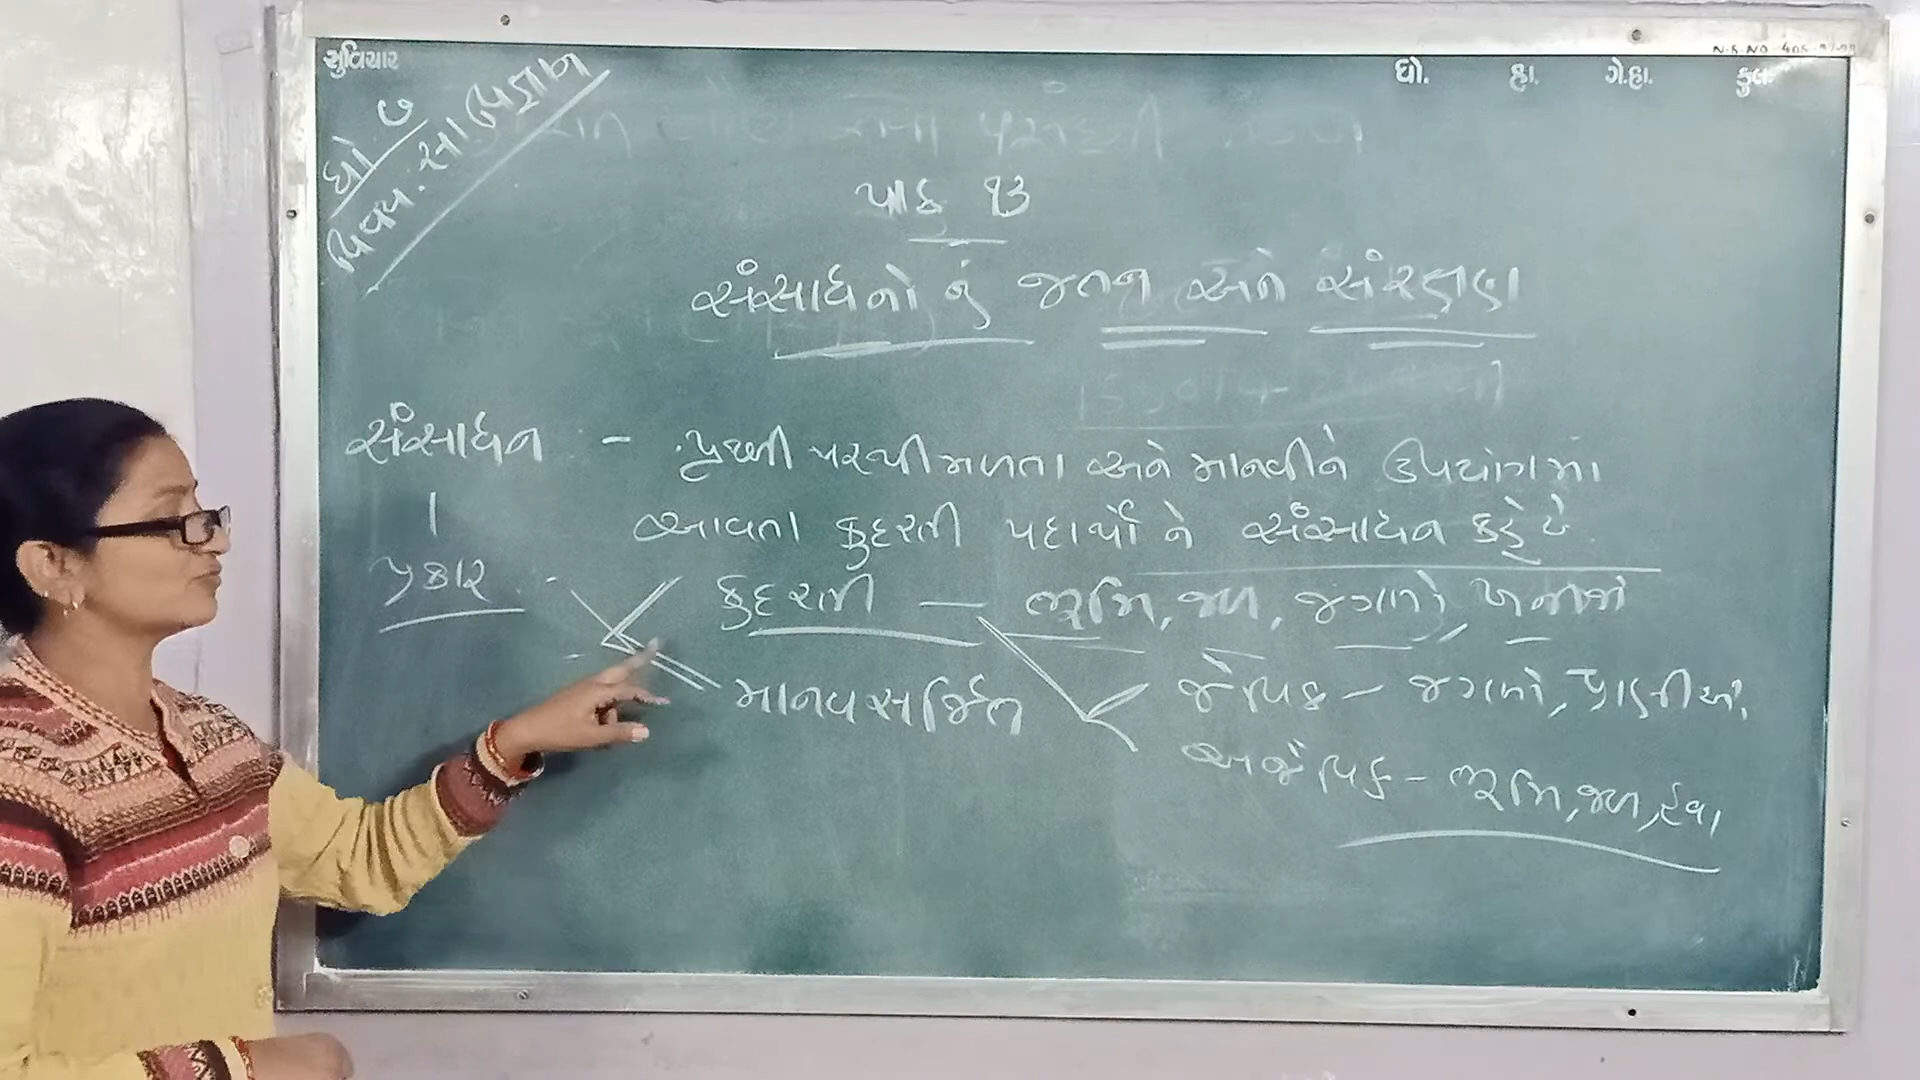 સુવિચાર
ધો. હા. ગે.હા. કુલ.
ધો ૭
વિષય. સા વિજ્ઞાન
પાઠ ૧૩
સંસાધનો નું જતન અને સંરક્ષણ
સંસાધન - પૃથ્વી પરથી મળતા અને માનવીને ઉપયોગમાં
આવતા કુદરતી પદાર્થો ને સંસાધન કહે છે.
પ્રકાર કુદરતી — ભૂમિ, જળ, જંગલો, ખનીજો
માનવસર્જિત
જૈવિક - જંગલો, પ્રાણીઓ.
અજૈવિક - ભૂમિ, જળ, હવા